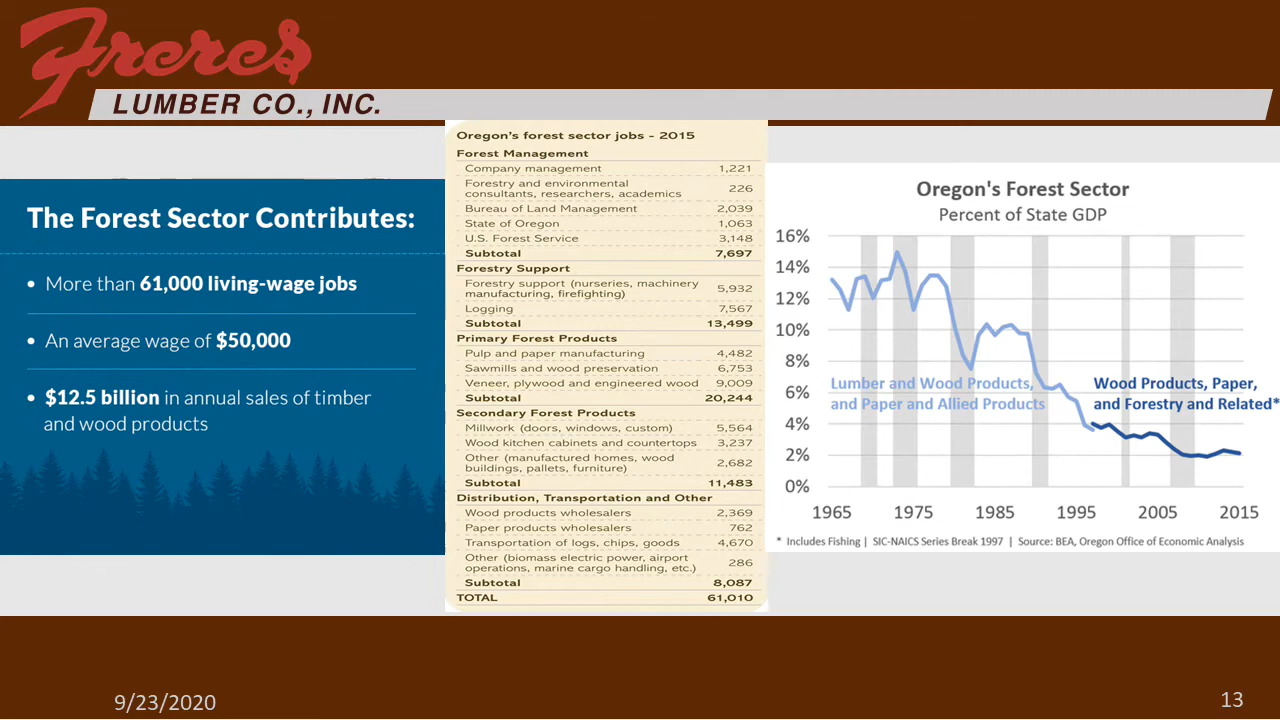 Freres
LUMBER CO., INC.
The Forest Sector Contributes:
• More than 61,000 living-wage jobs
• An average wage of $50,000
• $12.5 billion in annual sales of timber
and wood products
Oregon's forest sector jobs - 2015
Forest Management
Company management 1,221
Forestry and environmental
consultants, researchers, academics 226
Bureau of Land Management 2,039
State of Oregon 1,063
U.S. Forest Service 3,148
Subtotal 7,697
Forestry Support
Forestry support (nurseries, machinery
manufacturing, firefighting) 5,932
Logging 7,567
Subtotal 13,499
Primary Forest Products
Pulp and paper manufacturing 4,482
Sawmills and wood preservation 6,753
Veneer, plywood and engineered wood 9,009
Subtotal 20,244
Secondary Forest Products
Millwork (doors, windows, custom) 5,564
Wood kitchen cabinets and countertops 3,237
Other (manufactured homes, wood
buildings, pallets, furniture) 2,682
Subtotal 11,483
Distribution, Transportation and Other
Wood products wholesalers 2,369
Paper products wholesalers 762
Transportation of logs, chips, goods 4,670
Other (biomass electric power, airport
operations, marine cargo handling, etc.) 286
Subtotal 8,087
TOTAL 61,010
Oregon's Forest Sector
Percent of State GDP
16%
14%
12%
10%
8%
6%
4%
2%
0%
Lumber and Wood Products,
and Paper and Allied Products
Wood Products, Paper,
and Forestry and Related*
1965 1975 1985 1995 2005 2015
* Includes Fishing | SIC-NAICS Series Break 1997 | Source: BEA, Oregon Office of Economic Analysis
9/23/2020
13